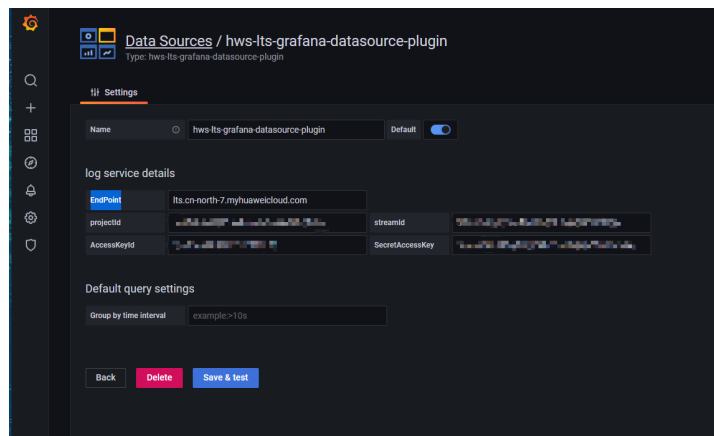 Data Sources / hws-lts-grafana-datasource-plugin
Type: hws-lts-grafana-datasource-plugin
Settings
Name hws-lts-grafana-datasource-plugin Default
log service details
EndPoint lts.cn-north-7.myhuaweicloud.com
projectId streamId
AccessKeyId SecretAccessKey
Default query settings
Group by time interval example:>10s
Back Delete Save & test